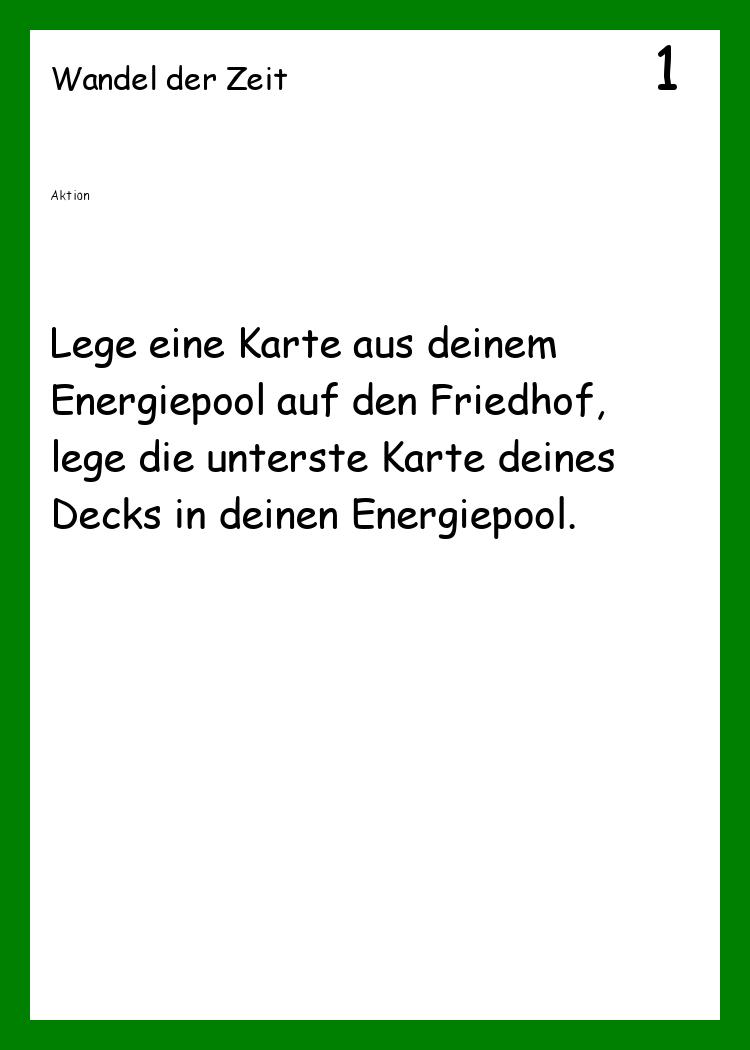 Wandel der Zeit 1
Aktion
Lege eine Karte aus deinem
Energiepool auf den Friedhof,
lege die unterste Karte deines
Decks in deinen Energiepool.